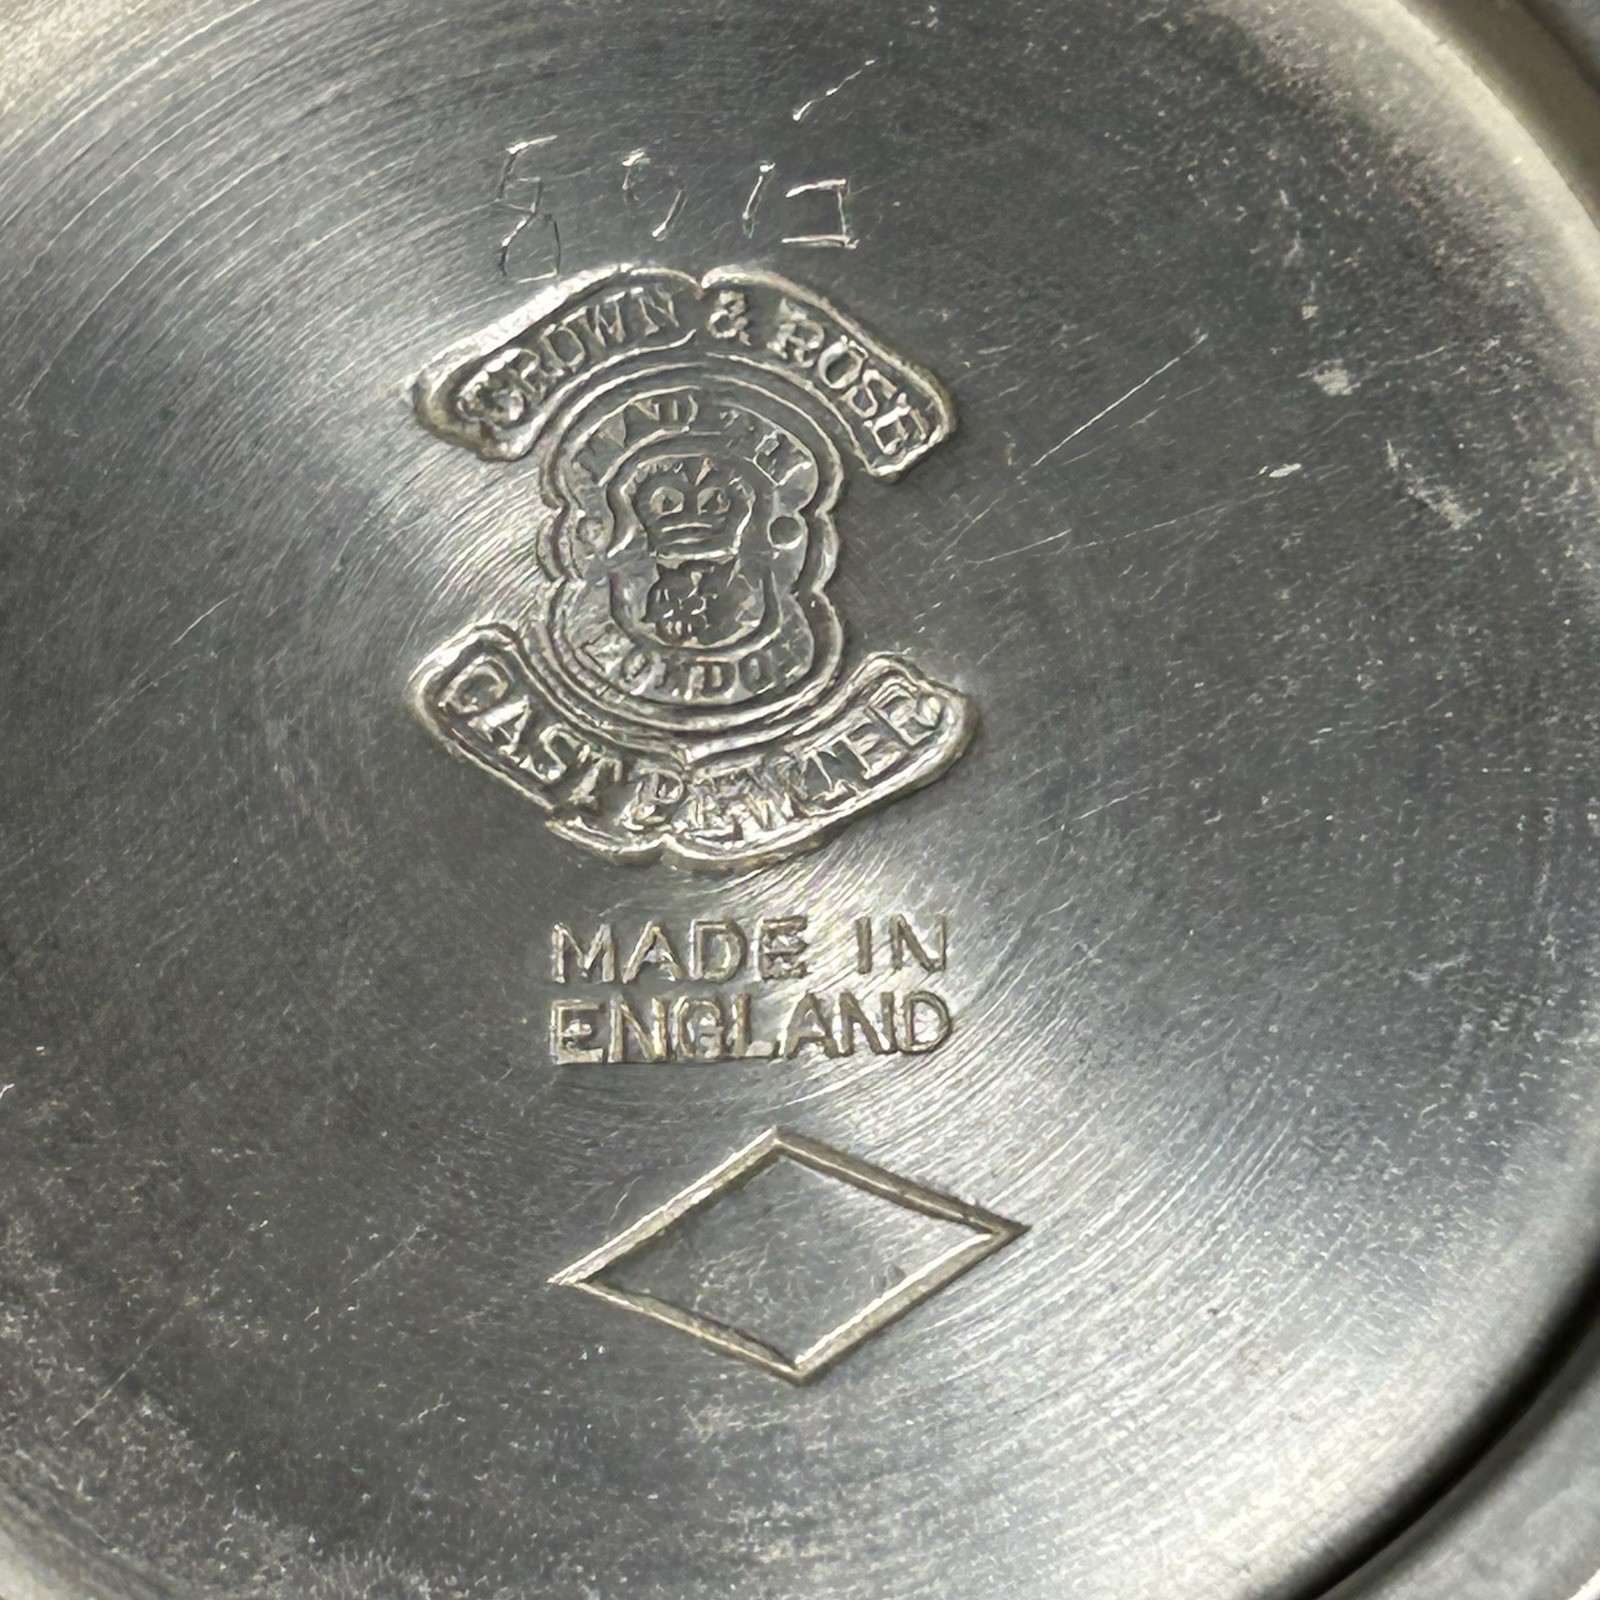 CROWN & ROSE
LONDON
CAST PEWTER
MADE IN
ENGLAND